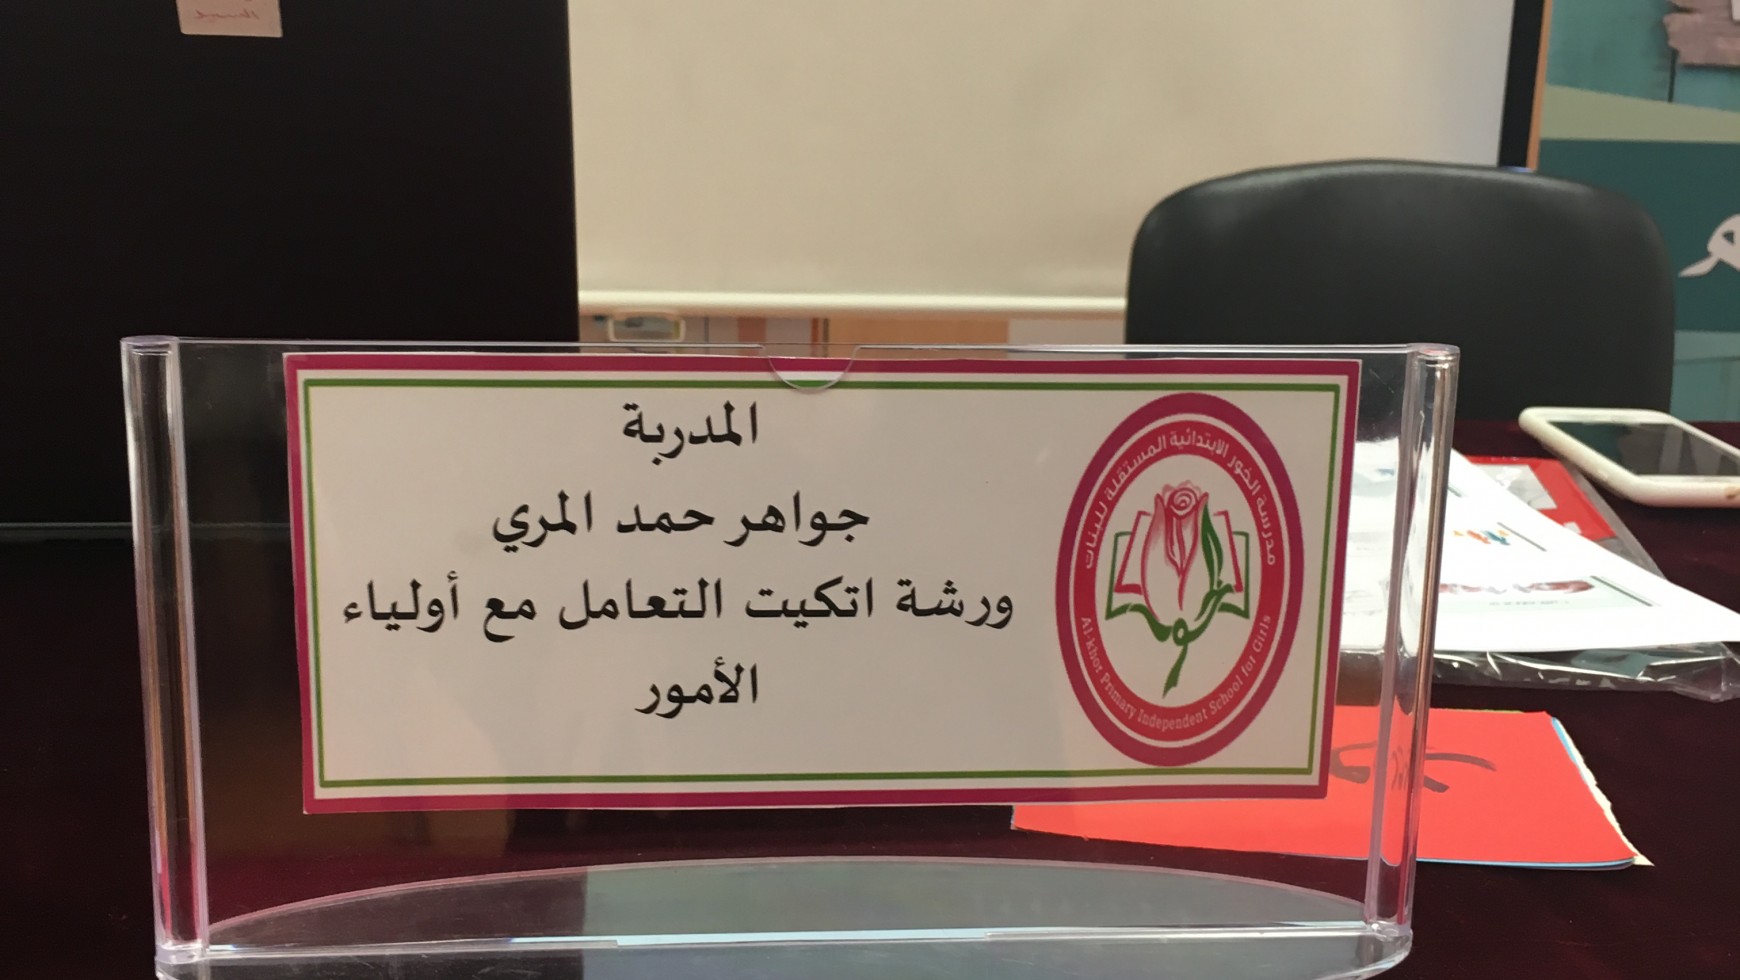 المدربة
جواهر حمد المري
ورشة اتكيت التعامل مع أولياء
الأمور
مدرسة الخور الابتدائية المستقلة للبنات
الخور
Al-khor Primary Independent School for Girls